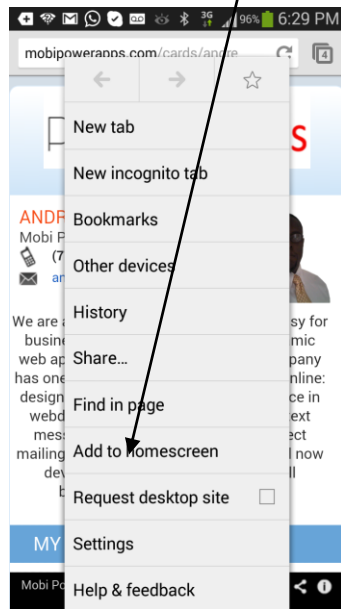 3G 96% 6:29 PM
mobipowerapps.com/cards/andre 4
P s
New tab
New incognito tab
ANDR
Bookmarks
Mobi P
(7
Other devices
an
History
We are a sy for
busine mic
Share...
web ap pany
has one nline:
Find in page
design ce in
webd ext
mess ect
Add to homescreen
mailing l now
dev ll
Request desktop site
b
MY
Settings
Mobi Po
Help & feedback